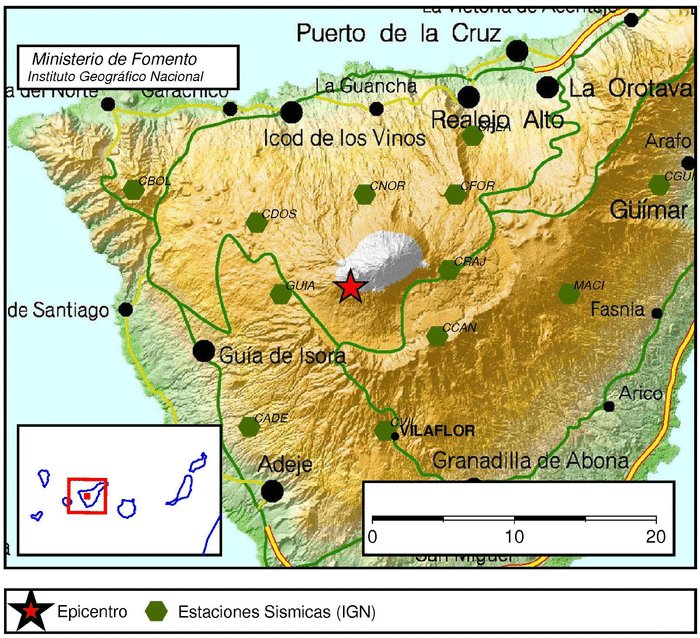 La Victoria de Acentejo
Puerto de la Cruz
Ministerio de Fomento
Instituto Geográfico Nacional
del Norte
Garachico
La Guancha
La Orotava
Icod de los Vinos
Realejo Alto
Arafo
CBOL
CNOR
CFOR
CGUI
CDOS
Güímar
CRAJ
GUIA
MACI
de Santiago
Fasnia
CCAN
Guía de Isora
Arico
CADE
VILAFLOR
Adeje
Granadilla de Abona
0 10 20
San Miguel
Epicentro
Estaciones Sismicas (IGN)